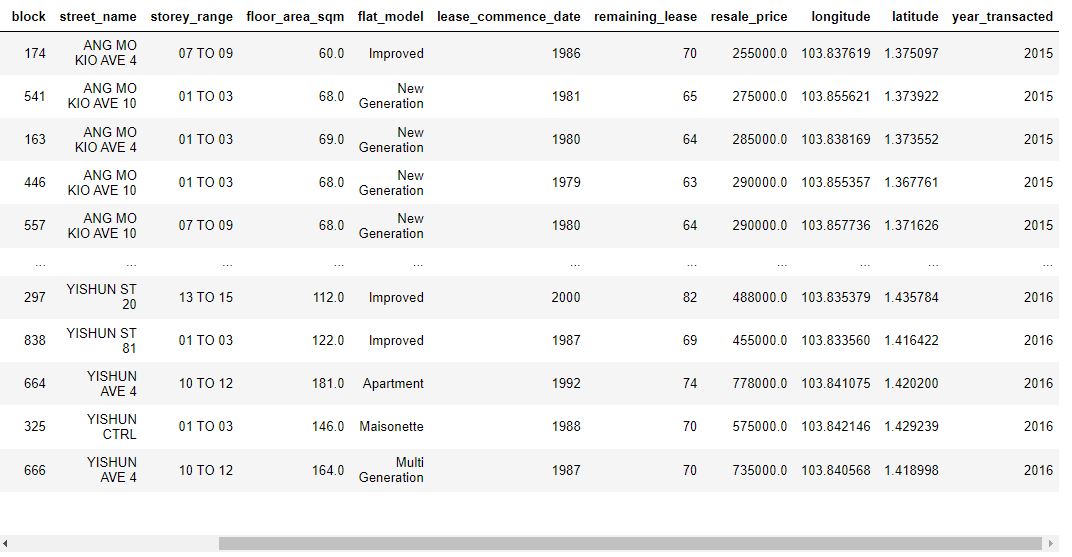 block street_name storey_range floor_area_sqm flat_model lease_commence_date remaining_lease resale_price longitude latitude year_transacted
174 ANG MO KIO AVE 4 07 TO 09 60.0 Improved 1986 70 255000.0 103.837619 1.375097 2015
541 ANG MO KIO AVE 10 01 TO 03 68.0 New Generation 1981 65 275000.0 103.855621 1.373922 2015
163 ANG MO KIO AVE 4 01 TO 03 69.0 New Generation 1980 64 285000.0 103.838169 1.373552 2015
446 ANG MO KIO AVE 10 01 TO 03 68.0 New Generation 1979 63 290000.0 103.855357 1.367761 2015
557 ANG MO KIO AVE 10 07 TO 09 68.0 New Generation 1980 64 290000.0 103.857736 1.371626 2015
... ... ... ... ... ... ... ... ... ... ...
297 YISHUN ST 20 13 TO 15 112.0 Improved 2000 82 488000.0 103.835379 1.435784 2016
838 YISHUN ST 81 01 TO 03 122.0 Improved 1987 69 455000.0 103.833560 1.416422 2016
664 YISHUN AVE 4 10 TO 12 181.0 Apartment 1992 74 778000.0 103.841075 1.420200 2016
325 YISHUN CTRL 01 TO 03 146.0 Maisonette 1988 70 575000.0 103.842146 1.429239 2016
666 YISHUN AVE 4 10 TO 12 164.0 Multi Generation 1987 70 735000.0 103.840568 1.418998 2016